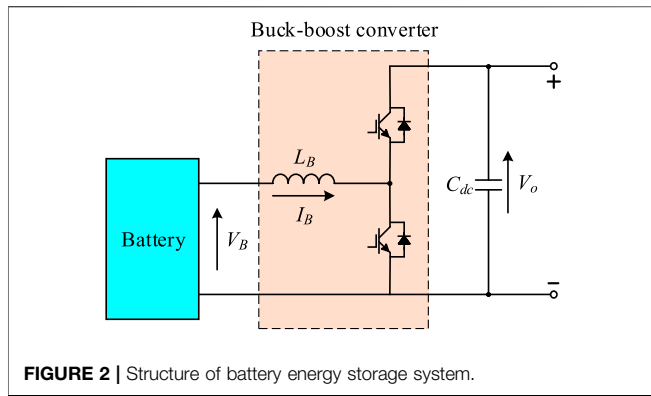 Buck-boost converter
+
L_B
C_dc
V_o
I_B
Battery
V_B
−
FIGURE 2 | Structure of battery energy storage system.